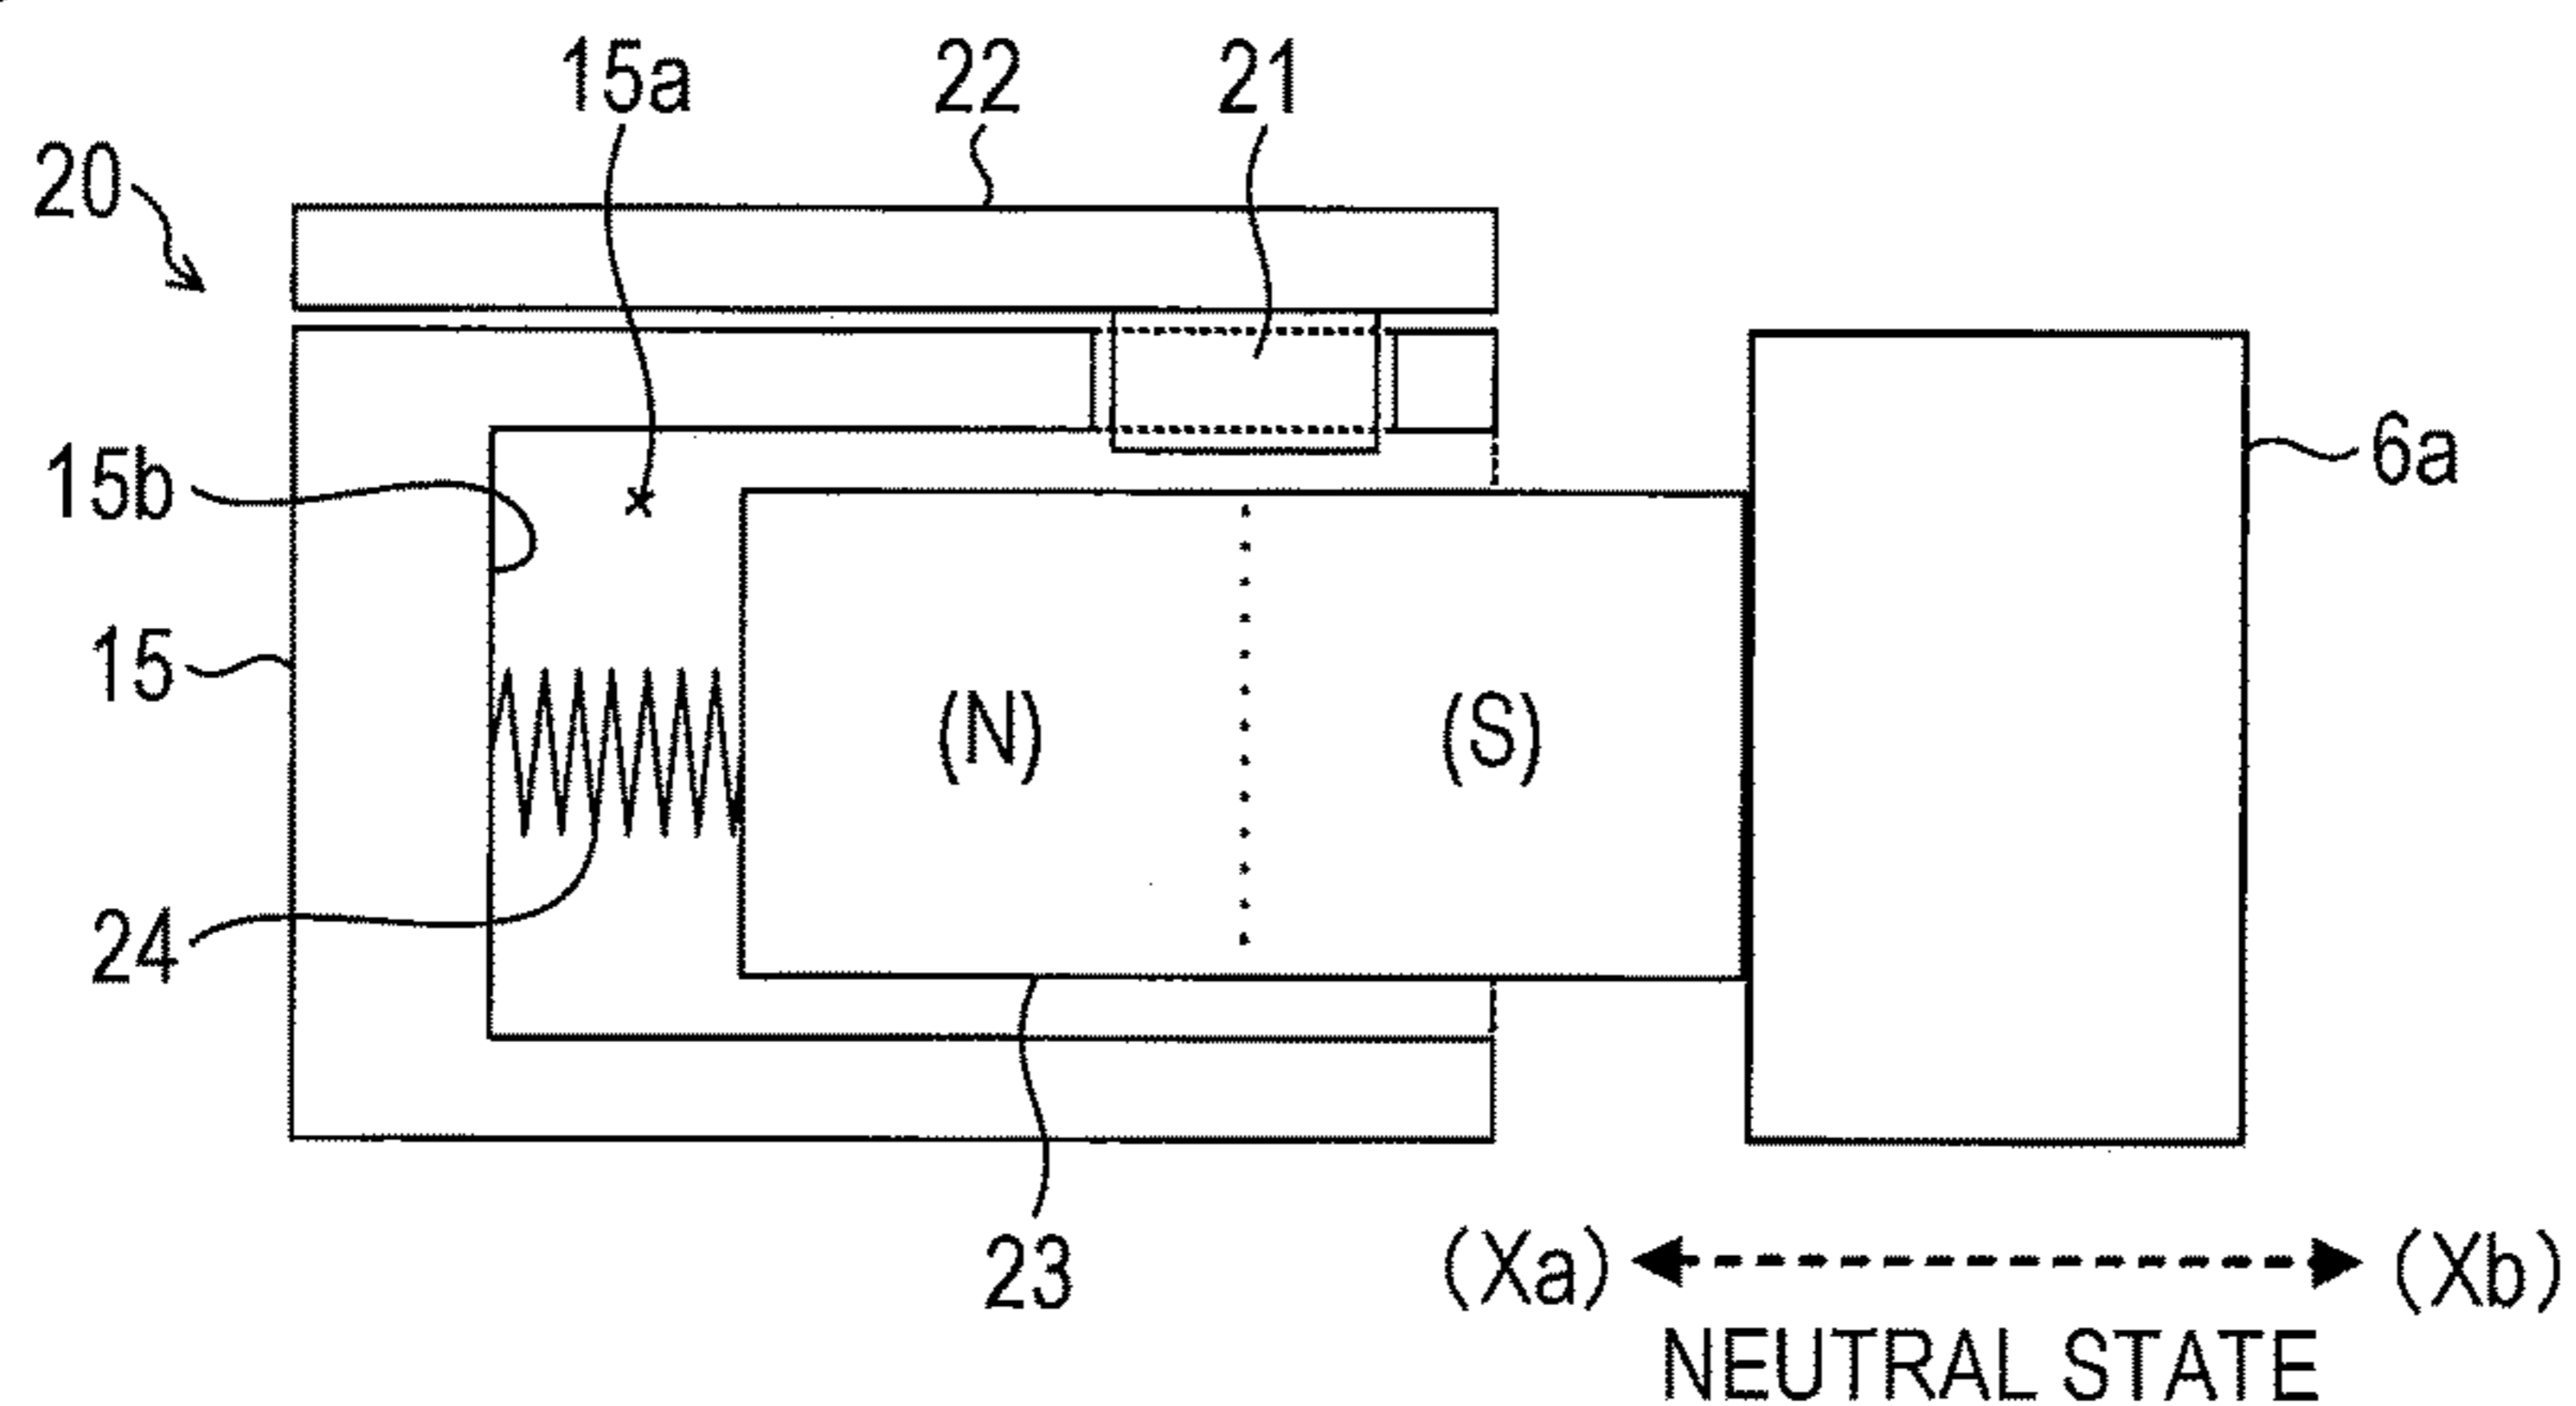 15a 22 21
20
15b 6a
15
(N) (S)
24
23
(Xa) (Xb)
NEUTRAL STATE